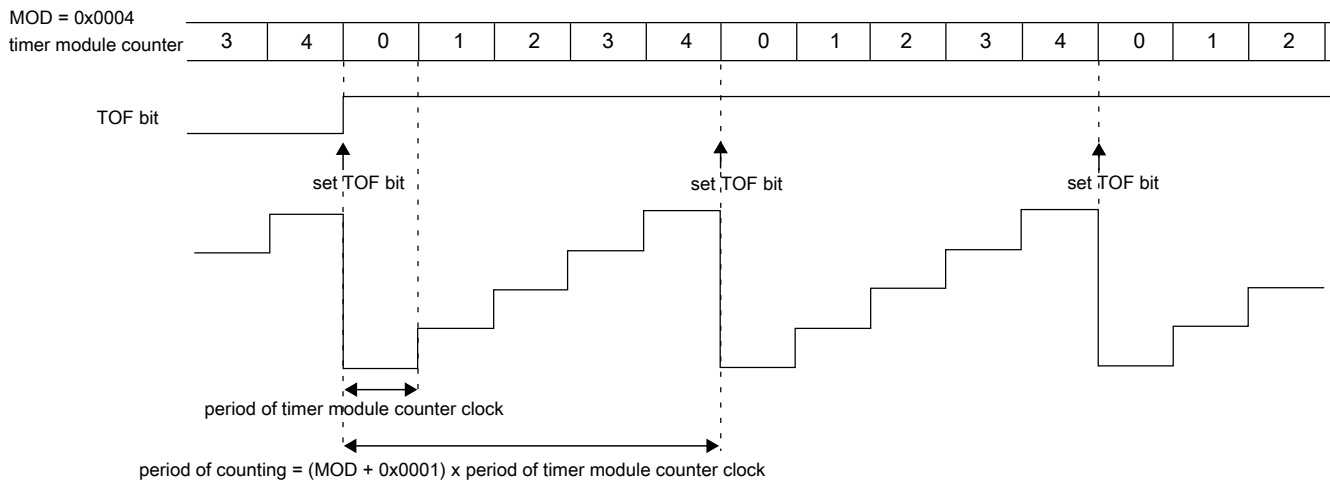 MOD = 0x0004
timer module counter 3 4 0 1 2 3 4 0 1 2 3 4 0 1 2
TOF bit
set TOF bit set TOF bit set TOF bit
period of timer module counter clock
period of counting = (MOD + 0x0001) x period of timer module counter clock